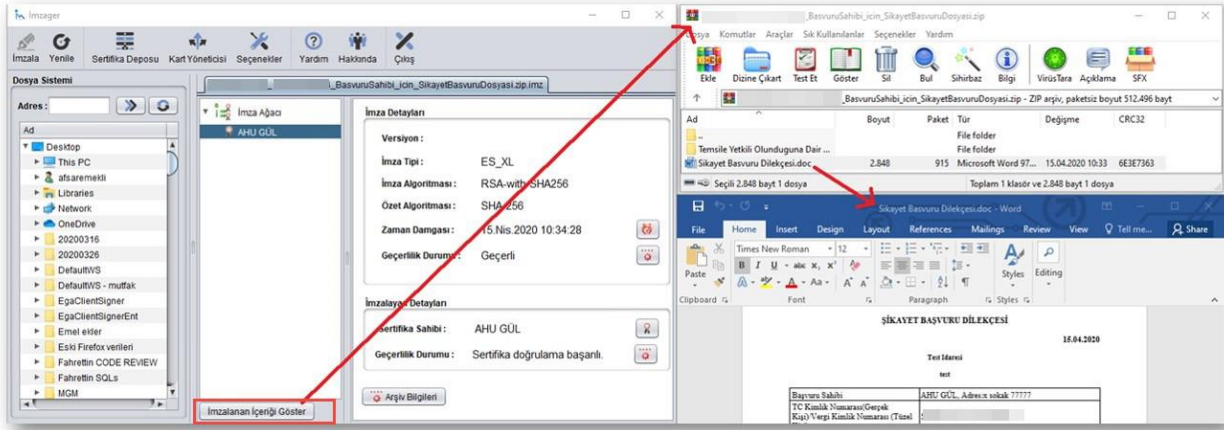 İmzager
İmzala Yenile Sertifika Deposu Kart Yöneticisi Seçenekler Yardım Hakkında Çıkış
Dosya Sistemi
Adres :
Ad
Desktop
This PC
afsaremekli
Libraries
Network
OneDrive
20200316
20200326
DefaultWS
DefaultWS - mutfak
EgaClientSigner
EgaClientSignerEnt
Emel ekler
Eski Firefox verileri
Fahrettin CODE REVIEW
Fahrettin SQLs
MGM
_BasvuruSahibi_icin_SikayetBasvuruDosyasi.zip.imz
İmza Ağacı
AHU GÜL
İmzalanan İçeriği Göster
İmza Detayları
Versiyon :
İmza Tipi : ES_XL
İmza Algoritması : RSA-with-SHA256
Özet Algoritması : SHA-256
Zaman Damgası : 15.Nis.2020 10:34:28
Geçerlilik Durumu : Geçerli
İmzalayan Detayları
Sertifika Sahibi : AHU GÜL
Geçerlilik Durumu : Sertifika doğrulama başarılı.
Arşiv Bilgileri
_BasvuruSahibi_icin_SikayetBasvuruDosyasi.zip
Dosya Komutlar Araçlar Sık Kullanılanlar Seçenekler Yardım
Ekle Dizine Çıkart Test Et Göster Sil Bul Sihirbaz Bilgi VirüsTara Açıklama SFX
_BasvuruSahibi_icin_SikayetBasvuruDosyasi.zip - ZIP arşiv, paketsiz boyut 512.496 bayt
Ad Boyut Paket Tür Değişme CRC32
.. File folder
Temsile Yetkili Olunduguna Dair ... File folder
Sikayet Basvuru Dilekçesi.doc 2.848 915 Microsoft Word 97... 15.04.2020 10:33 6E3E7363
Seçili 2.848 bayt 1 dosya Toplam 1 klasör ve 2.848 bayt 1 dosya
Sikayet Basvuru Dilekçesi.doc - Word
File Home Insert Design Layout References Mailings Review View Tell me... Share
Times New Roman 12
Paste
B I U abc x, x'
Styles Editing
Clipboard Font Paragraph Styles
ŞİKAYET BAŞVURU DİLEKÇESİ
15.04.2020
Test İdaresi
test
Başvuru Sahibi AHU GÜL, Adres:x sokak 77777
TC Kimlik Numarası(Gerçek
Kişi)/Vergi Kimlik Numarası (Tüzel